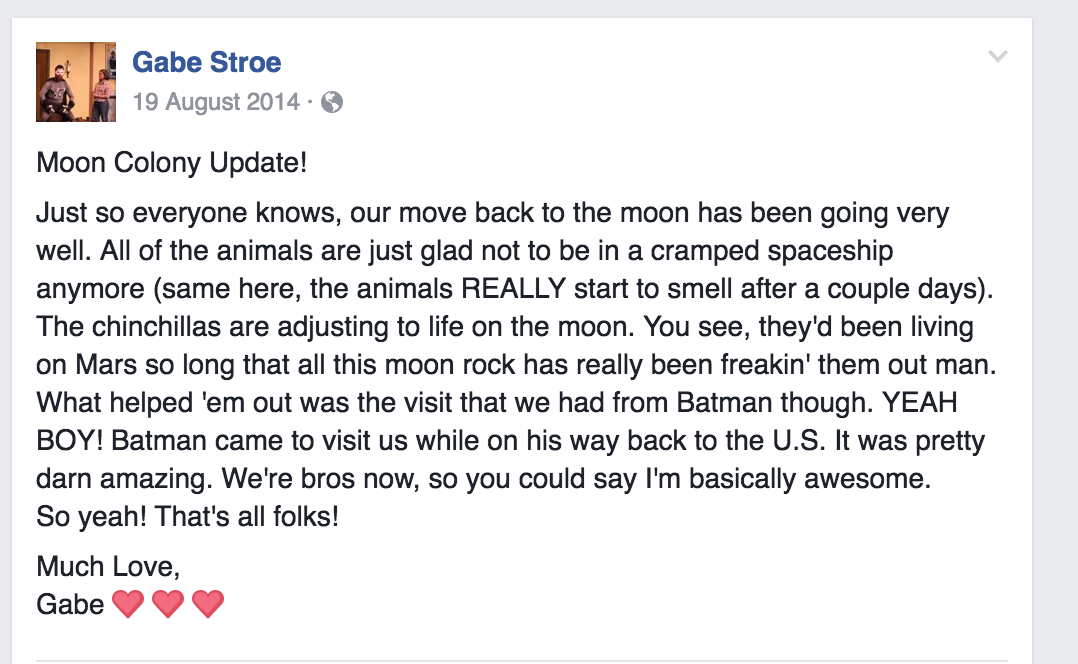 Gabe Stroe
19 August 2014 ·
Moon Colony Update!
Just so everyone knows, our move back to the moon has been going very
well. All of the animals are just glad not to be in a cramped spaceship
anymore (same here, the animals REALLY start to smell after a couple days).
The chinchillas are adjusting to life on the moon. You see, they'd been living
on Mars so long that all this moon rock has really been freakin' them out man.
What helped 'em out was the visit that we had from Batman though. YEAH
BOY! Batman came to visit us while on his way back to the U.S. It was pretty
darn amazing. We're bros now, so you could say I'm basically awesome.
So yeah! That's all folks!
Much Love,
Gabe ❤❤❤